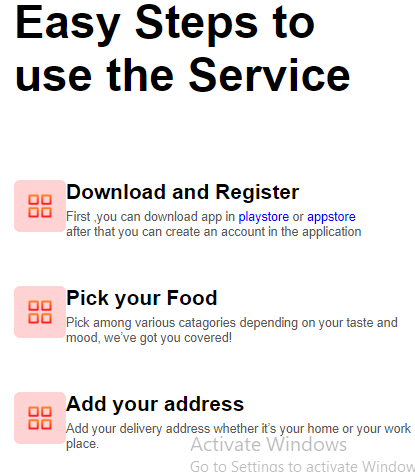 Easy Steps to
use the Service
Download and Register
First ,you can download app in playstore or appstore
after that you can create an account in the application
Pick your Food
Pick among various catagories depending on your taste and
mood, we've got you covered!
Add your address
Add your delivery address whether it's your home or your work
place.
Activate Windows
Go to Settings to activate Window